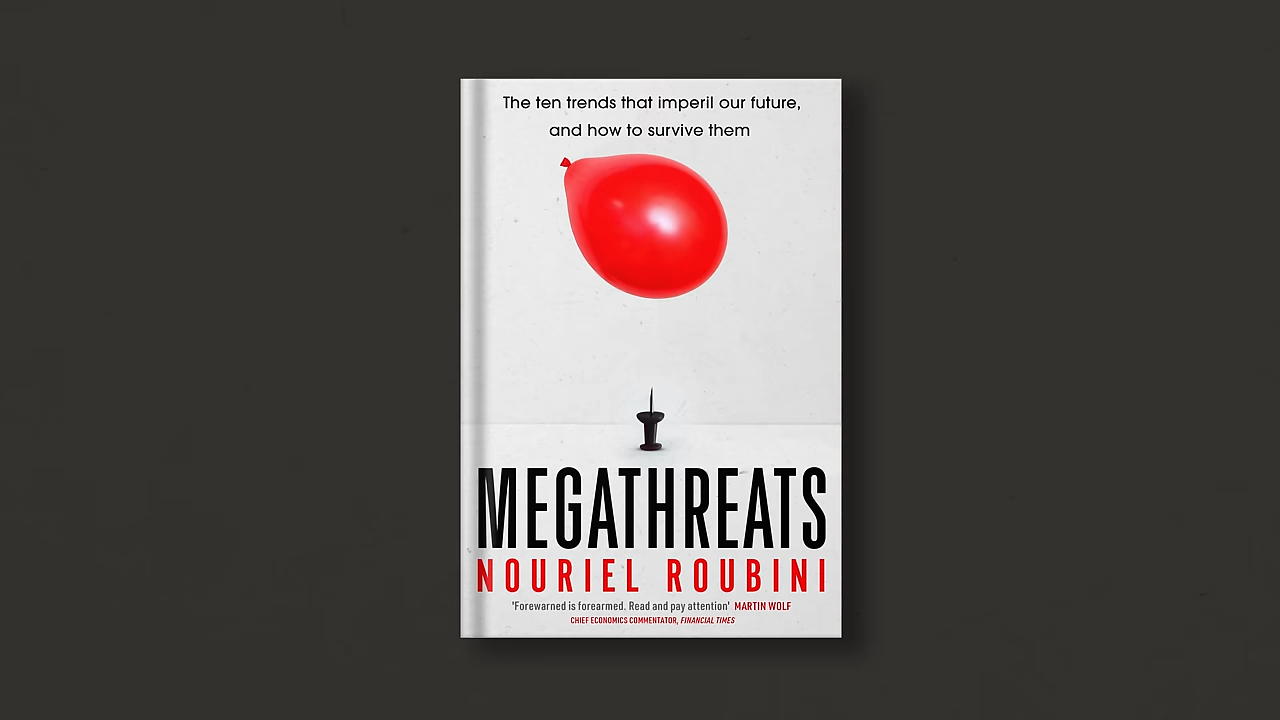 The ten trends that imperil our future,
and how to survive them
MEGATHREATS
NOURIEL ROUBINI
'Forewarned is forearmed. Read and pay attention' MARTIN WOLF
CHIEF ECONOMICS COMMENTATOR, FINANCIAL TIMES